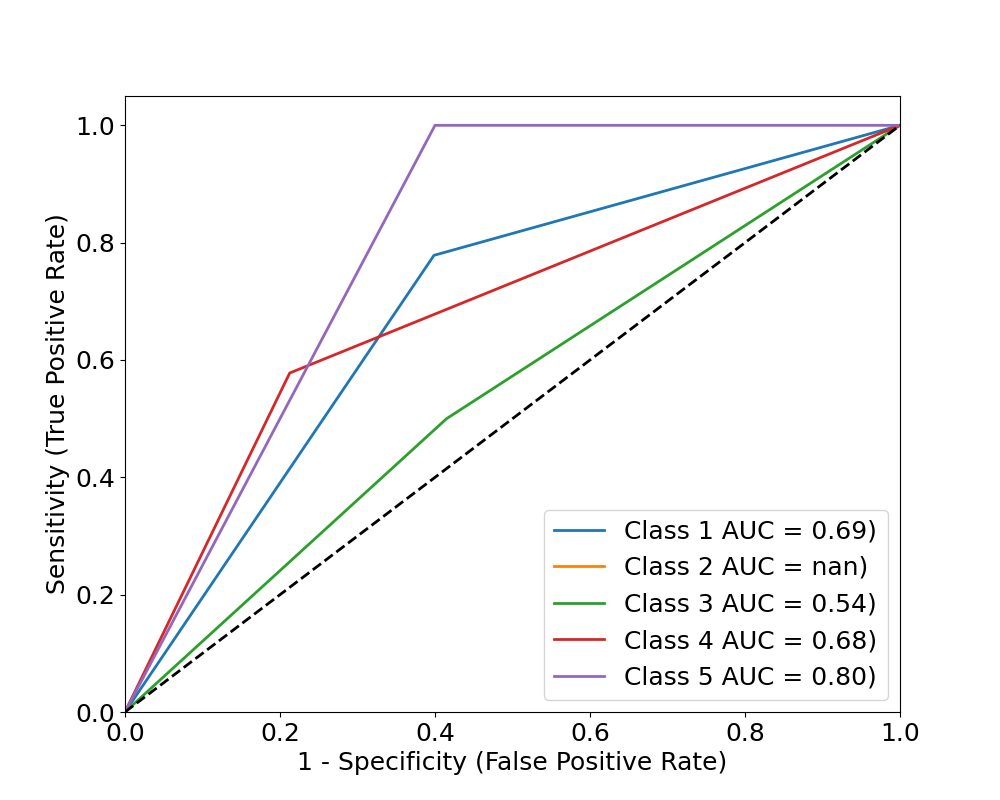 Sensitivity (True Positive Rate)
1.0
0.8
0.6
0.4
0.2
0.0
Class 1 AUC = 0.69)
Class 2 AUC = nan)
Class 3 AUC = 0.54)
Class 4 AUC = 0.68)
Class 5 AUC = 0.80)
0.0 0.2 0.4 0.6 0.8 1.0
1 - Specificity (False Positive Rate)